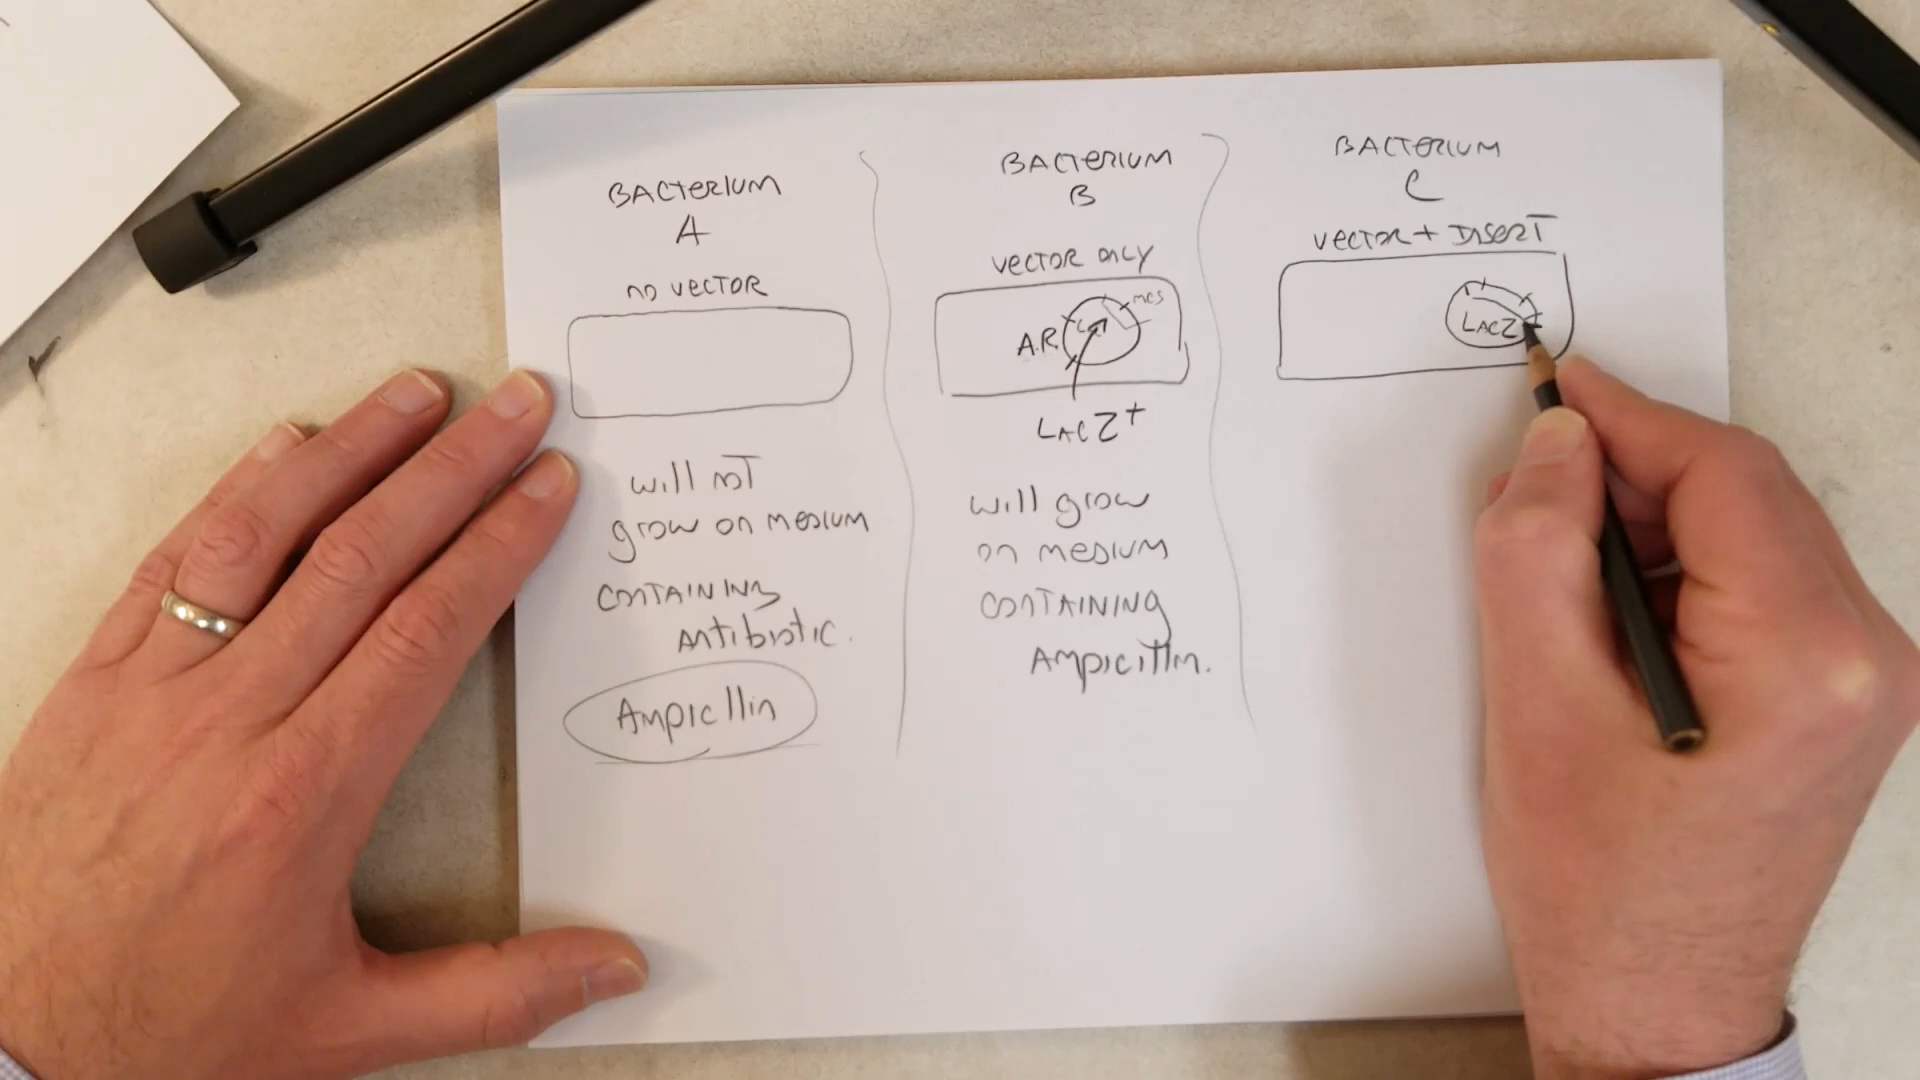 BACTERIUM
A
no VECTOR
will not
grow on medium
CONTAINING
Antibiotic.
Ampicllin
BACTERIUM
B
VECTOR only
MCS
A.R.
LAC Z+
will grow
on medium
CONTAINING
Ampicillin.
BACTERIUM
C
VECTOR + INSERT
LACZ